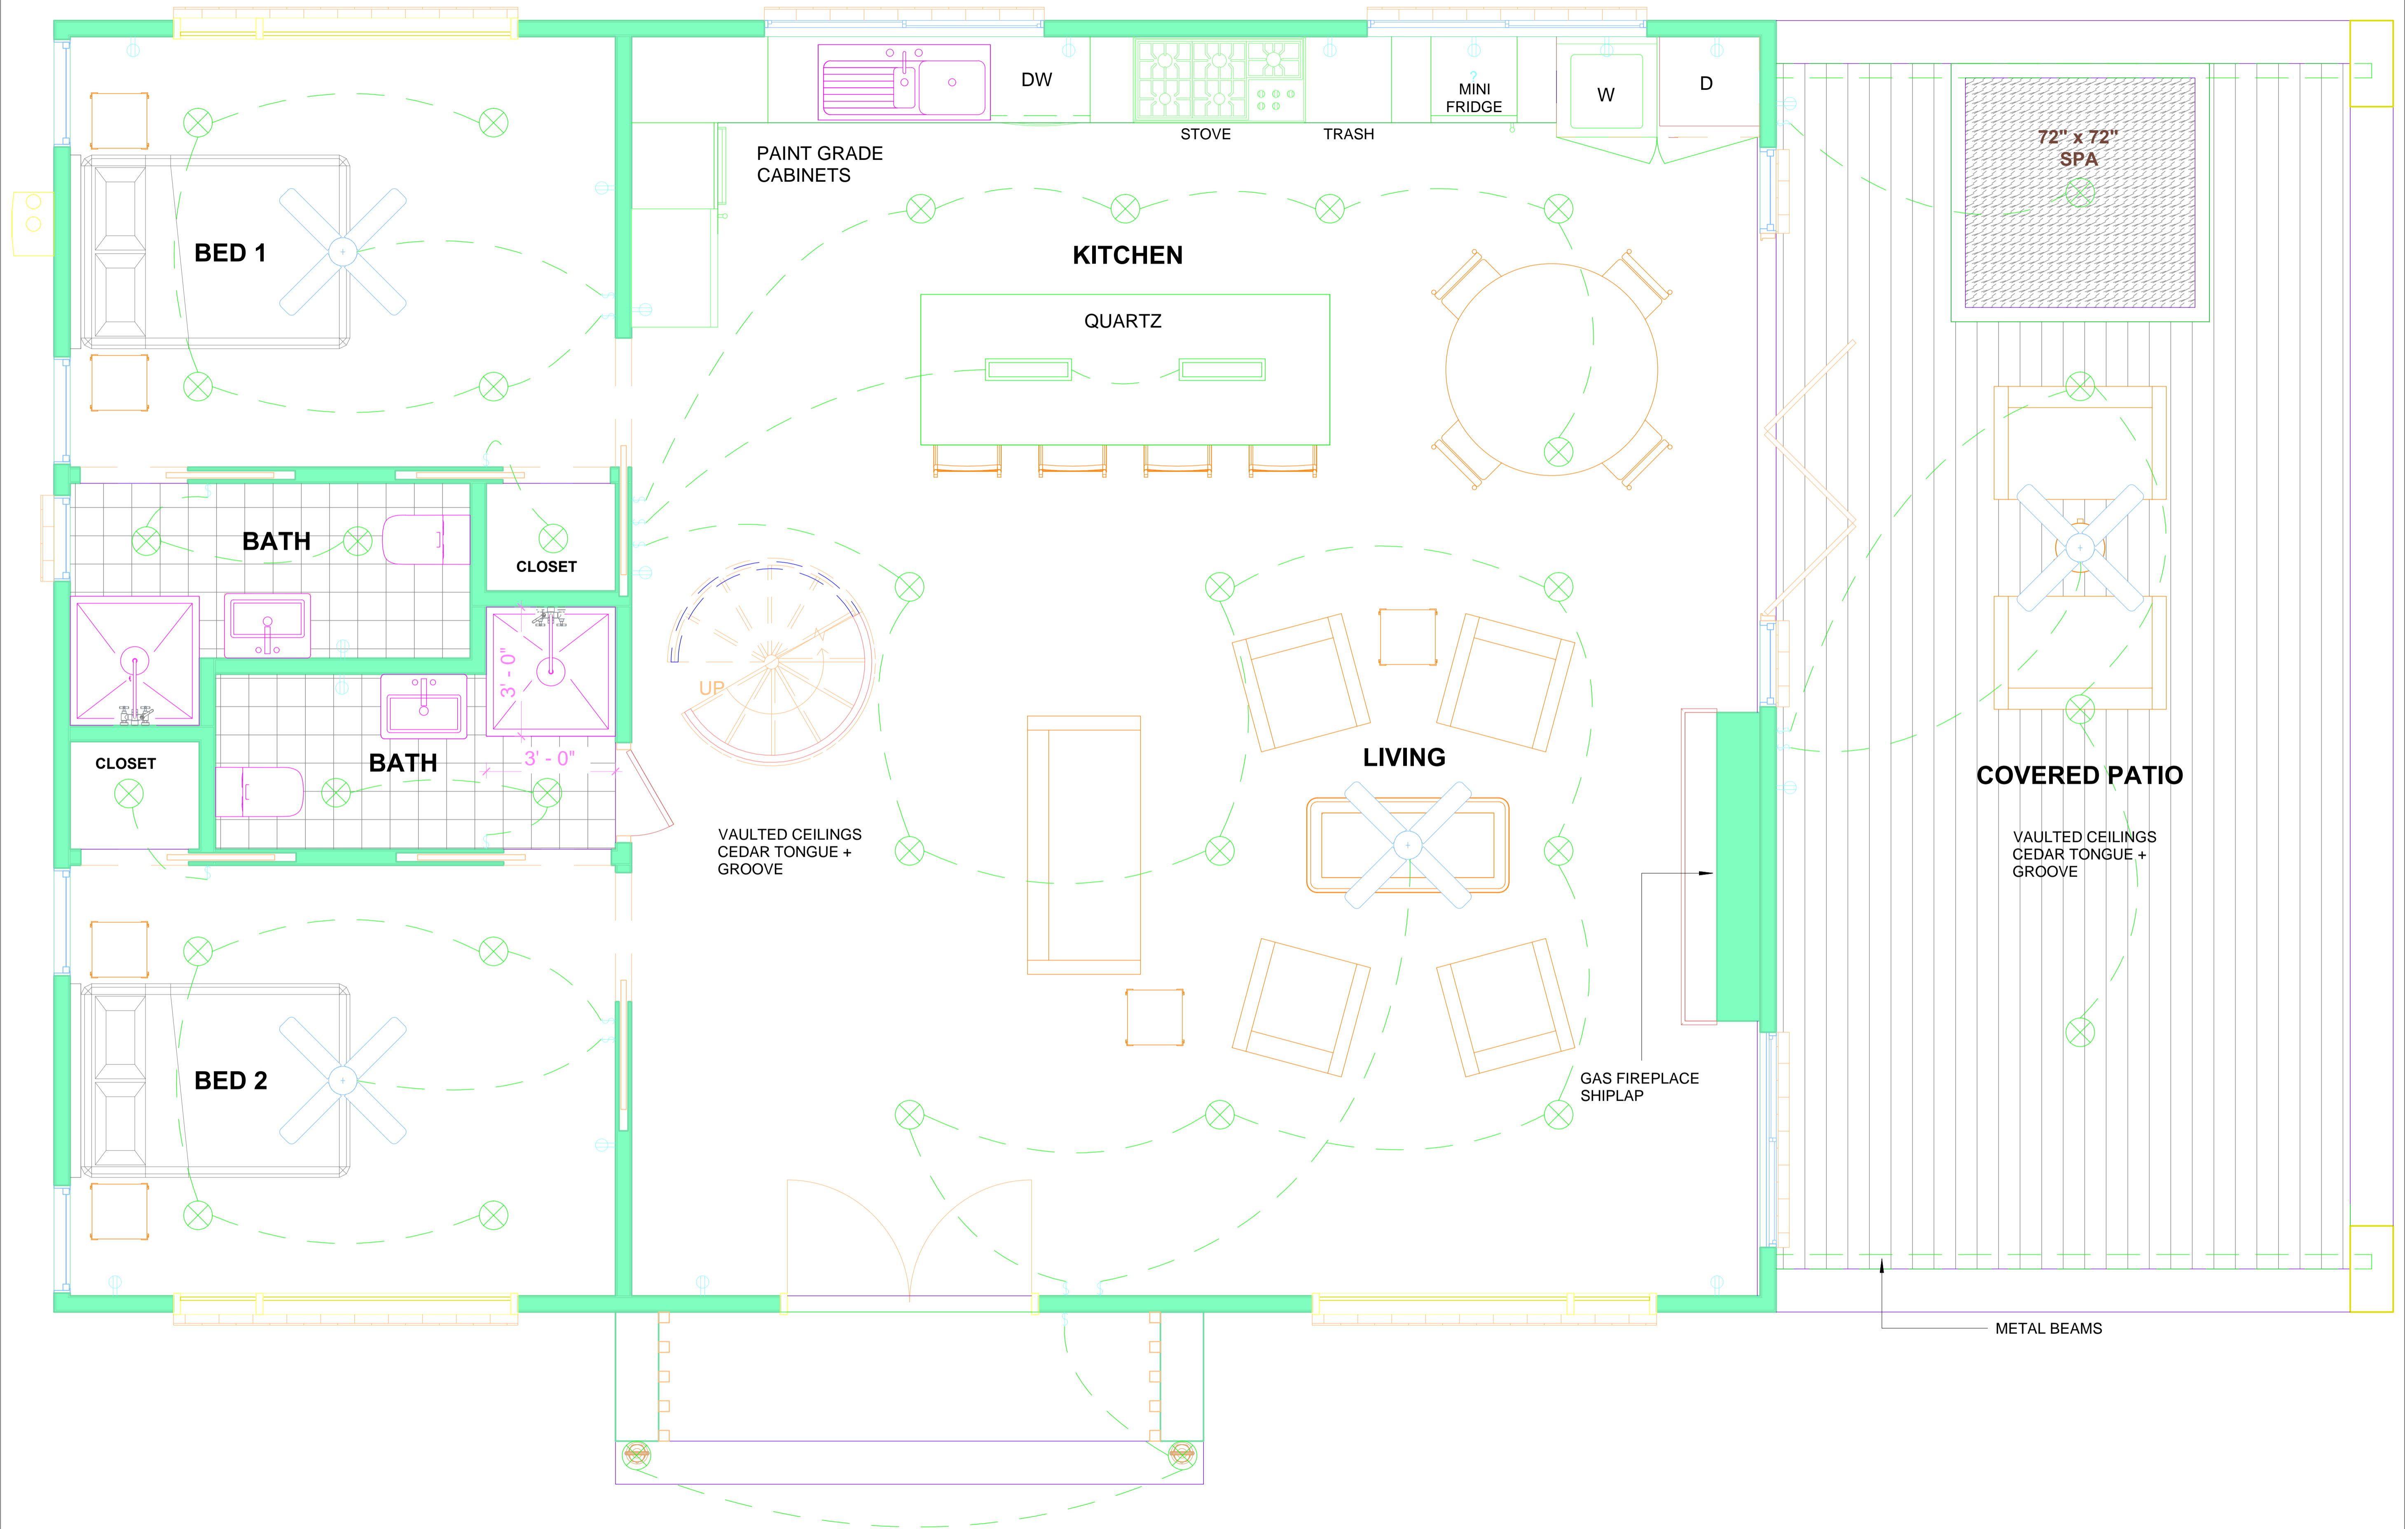 DW
MINI
FRIDGE
W
D
STOVE
TRASH
72" x 72"
SPA
PAINT GRADE
CABINETS
BED 1
KITCHEN
QUARTZ
BATH
CLOSET
3' - 0"
UP
3' - 0"
BATH
CLOSET
LIVING
COVERED PATIO
VAULTED CEILINGS
CEDAR TONGUE +
GROOVE
VAULTED CEILINGS
CEDAR TONGUE +
GROOVE
BED 2
GAS FIREPLACE
SHIPLAP
METAL BEAMS